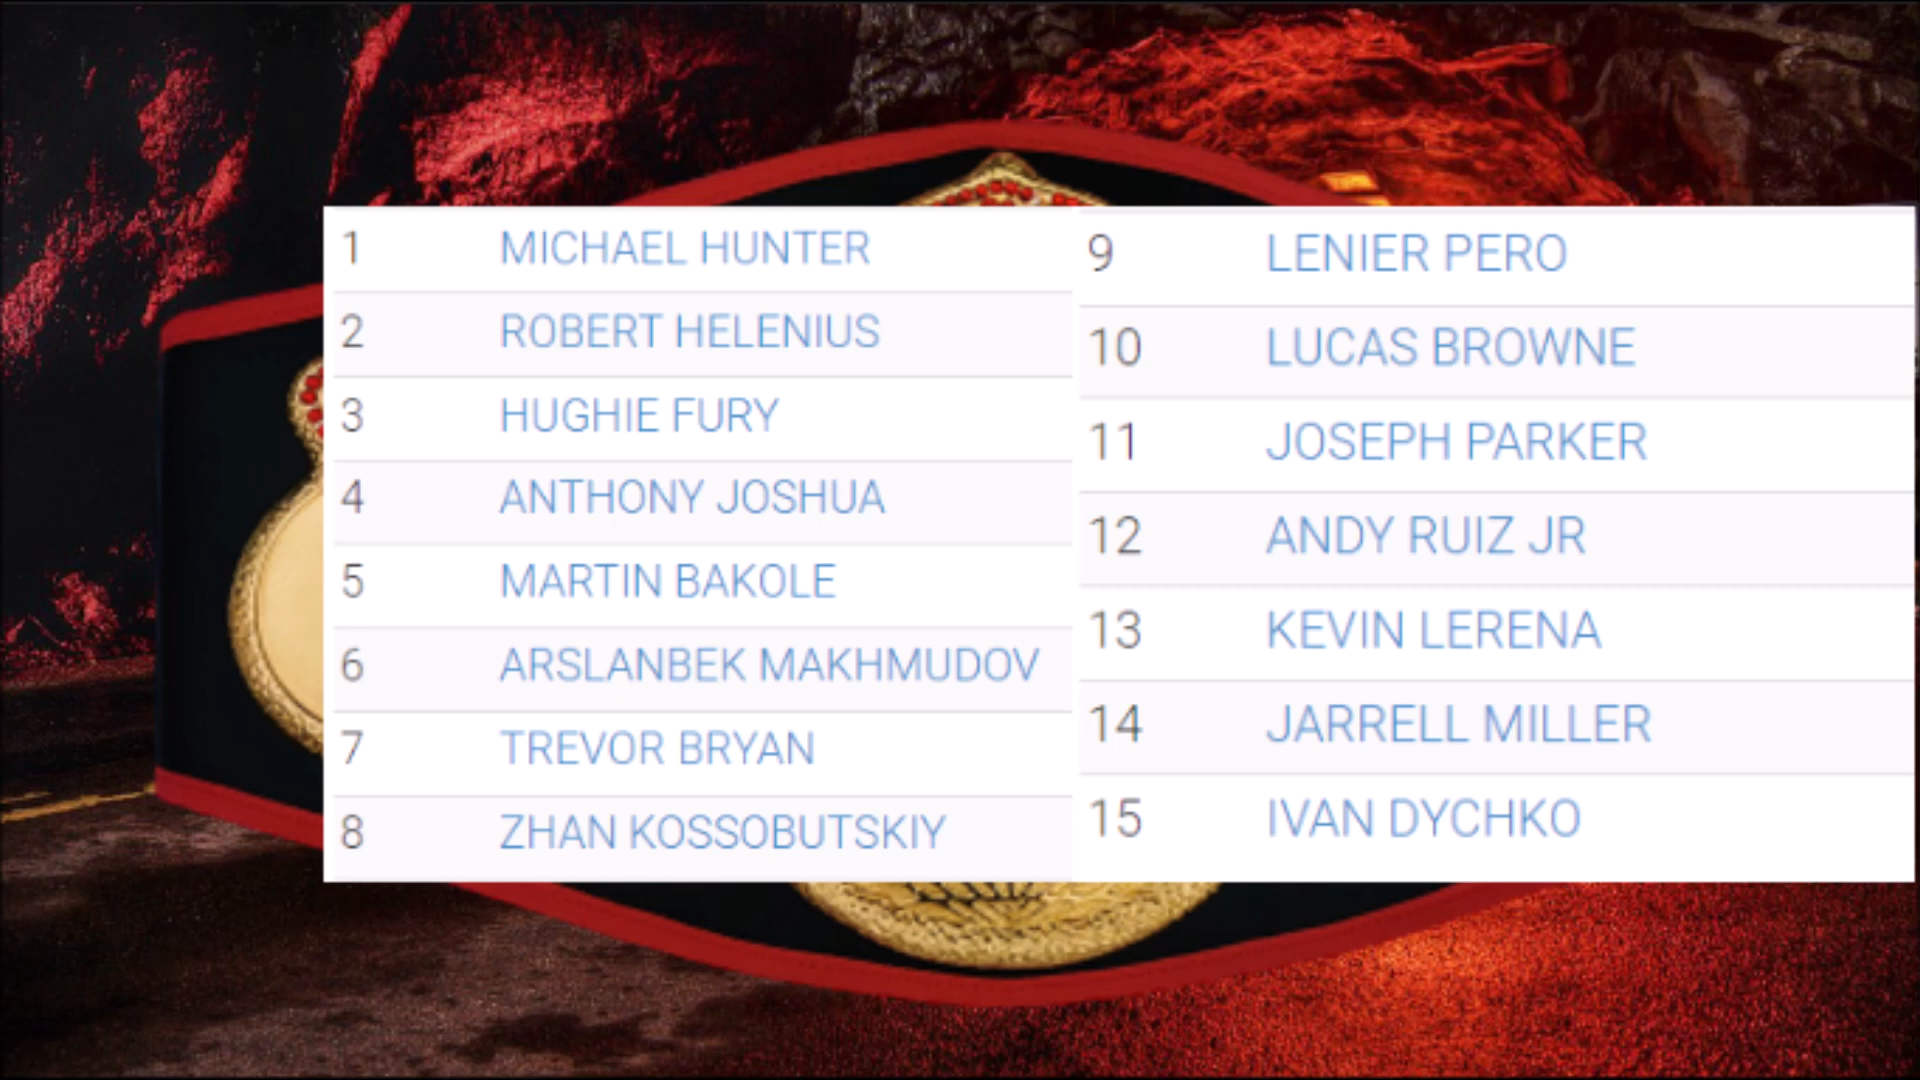 1 MICHAEL HUNTER
2 ROBERT HELENIUS
3 HUGHIE FURY
4 ANTHONY JOSHUA
5 MARTIN BAKOLE
6 ARSLANBEK MAKHMUDOV
7 TREVOR BRYAN
8 ZHAN KOSSOBUTSKIY
9 LENIER PERO
10 LUCAS BROWNE
11 JOSEPH PARKER
12 ANDY RUIZ JR
13 KEVIN LERENA
14 JARRELL MILLER
15 IVAN DYCHKO